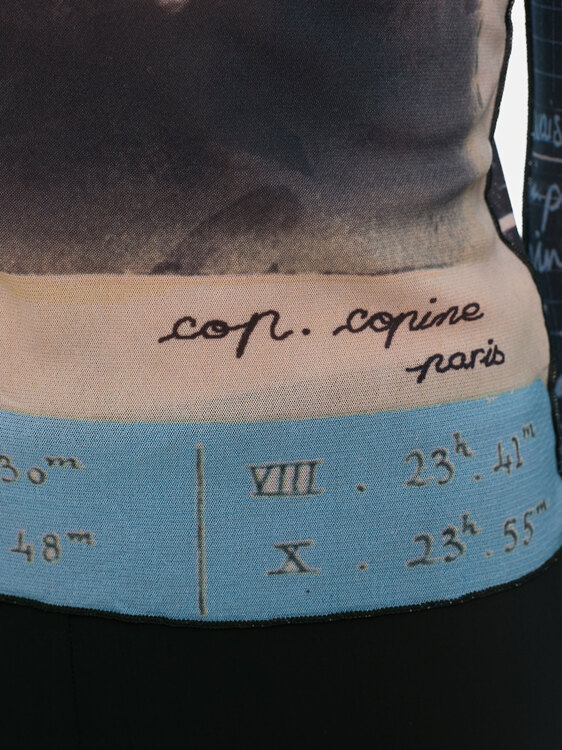 cop. copine
paris
30ᵐ VIII . 23ʰ. 41ᵐ
48ᵐ X . 23ʰ. 55ᵐ